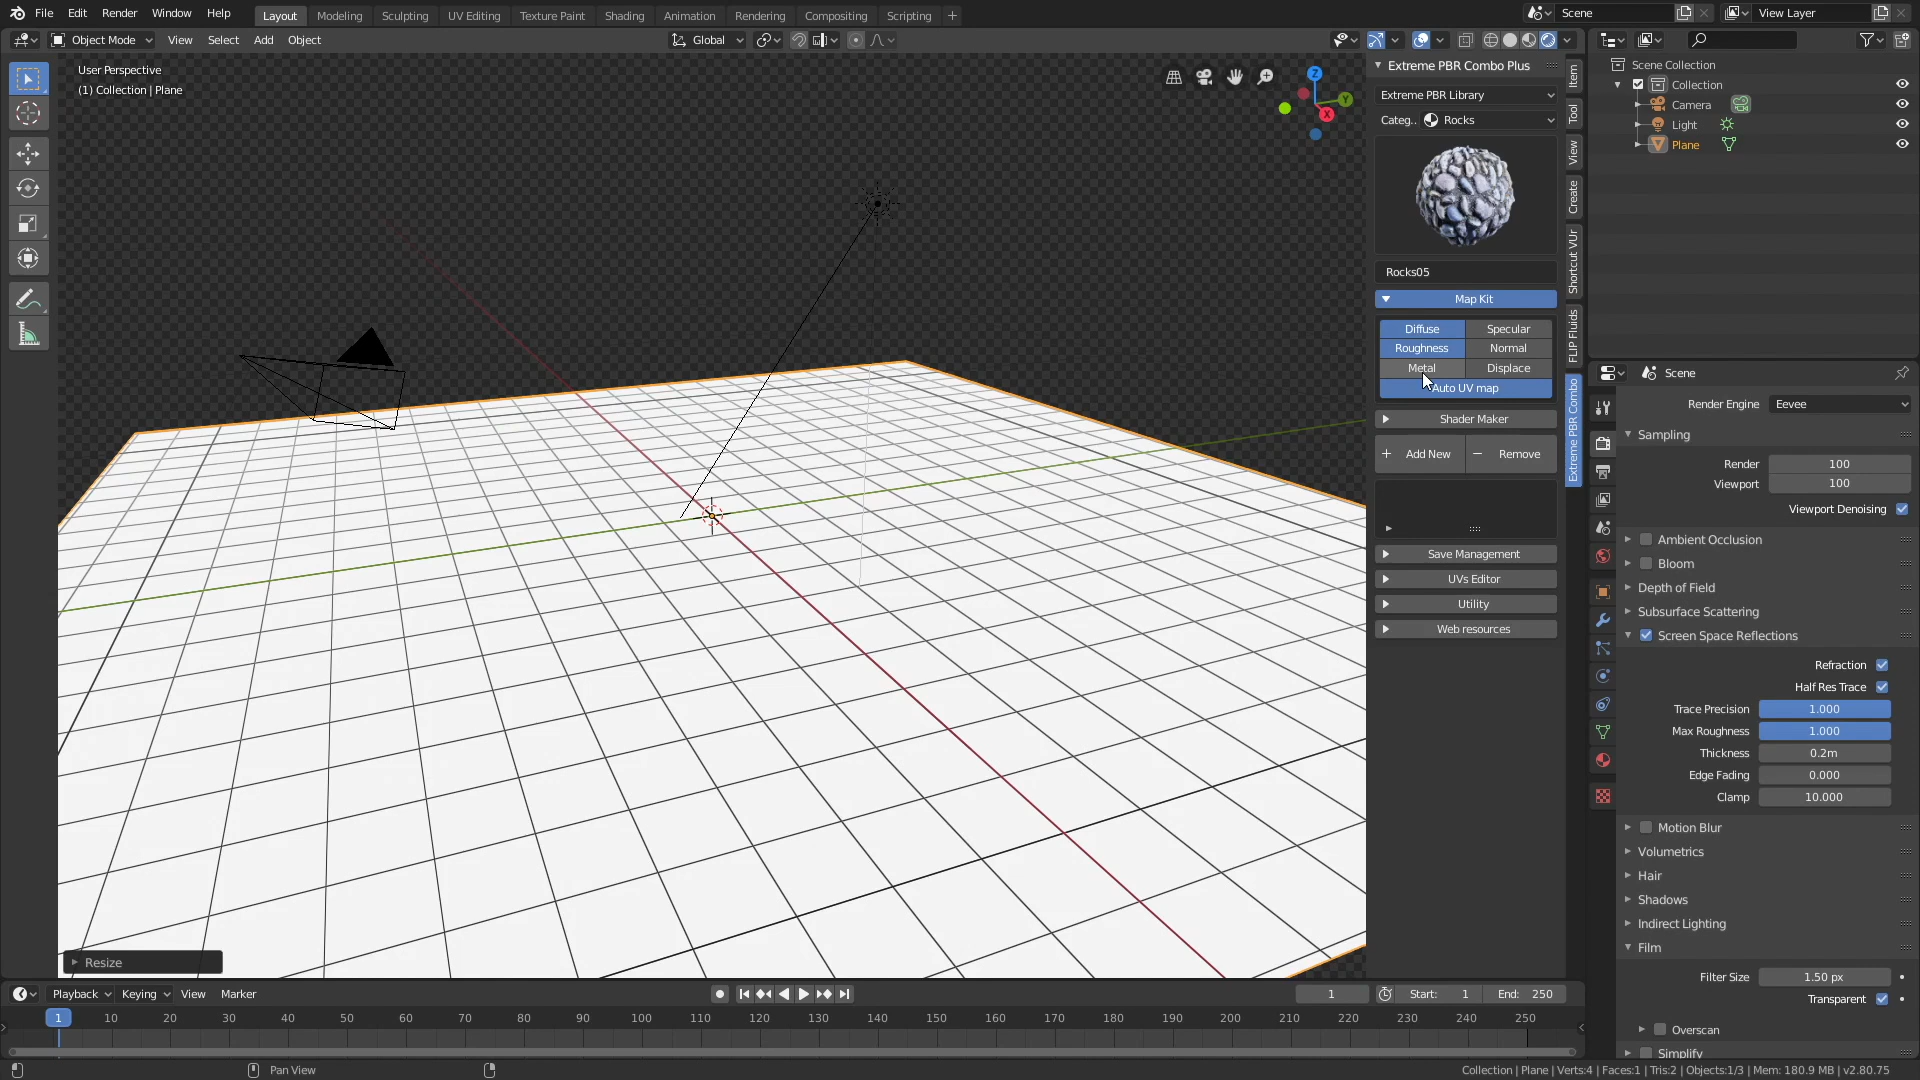 File Edit Render Window Help Layout Modeling Sculpting UV Editing Texture Paint Shading Animation Rendering Compositing Scripting + Scene View Layer
Object Mode View Select Add Object Global
User Perspective
(1) Collection | Plane
Z
Y
X
Extreme PBR Combo Plus
Extreme PBR Library
Categ.. Rocks
Rocks05
Map Kit
Diffuse Specular
Roughness Normal
Metal Displace
Auto UV map
Shader Maker
+ Add New − Remove
Save Management
UVs Editor
Utility
Web resources
Item
Tool
View
Create
Shortcut VUr
FLIP Fluids
Extreme PBR Combo
Scene Collection
Collection
Camera
Light
Plane
Scene
Render Engine Eevee
Sampling
Render 100
Viewport 100
Viewport Denoising
Ambient Occlusion
Bloom
Depth of Field
Subsurface Scattering
Screen Space Reflections
Refraction
Half Res Trace
Trace Precision 1.000
Max Roughness 1.000
Thickness 0.2m
Edge Fading 0.000
Clamp 10.000
Motion Blur
Volumetrics
Hair
Shadows
Indirect Lighting
Film
Filter Size 1.50 px
Transparent
Overscan
Simplify
Resize
Playback Keying View Marker 1 Start: 1 End: 250
1 10 20 30 40 50 60 70 80 90 100 110 120 130 140 150 160 170 180 190 200 210 220 230 240 250
Pan View Collection | Plane | Verts:4 | Faces:1 | Tris:2 | Objects:1/3 | Mem: 180.9 MB | v2.80.75